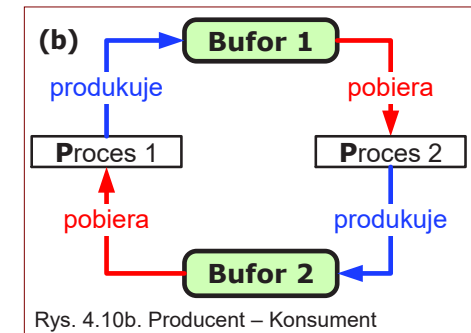 (b)
Bufor 1
produkuje
pobiera
Proces 1
Proces 2
pobiera
produkuje
Bufor 2
Rys. 4.10b. Producent – Konsument